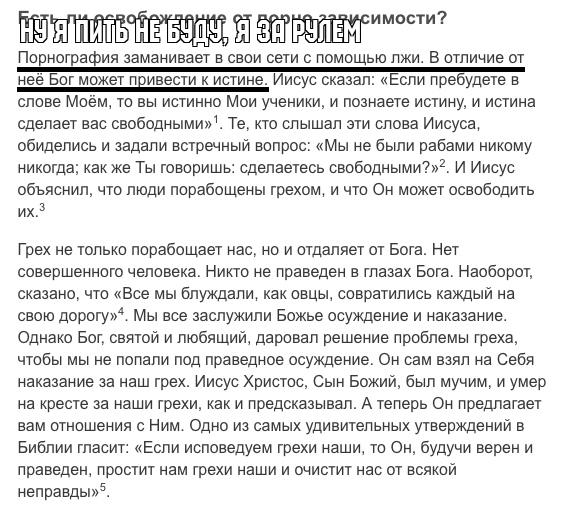 Есть ли освобождение от порно-зависимости?
НУ Я ПИТЬ НЕ БУДУ, Я ЗА РУЛЕМ
Порнография заманивает в свои сети с помощью лжи. В отличие от
неё Бог может привести к истине. Иисус сказал: «Если пребудете в
слове Моём, то вы истинно Мои ученики, и познаете истину, и истина
сделает вас свободными»¹. Те, кто слышал эти слова Иисуса,
обиделись и задали встречный вопрос: «Мы не были рабами никому
никогда; как же Ты говоришь: сделаетесь свободными?»². И Иисус
объяснил, что люди порабощены грехом, и что Он может освободить
их.³
Грех не только порабощает нас, но и отдаляет от Бога. Нет
совершенного человека. Никто не праведен в глазах Бога. Наоборот,
сказано, что «Все мы блуждали, как овцы, совратились каждый на
свою дорогу»⁴. Мы все заслужили Божье осуждение и наказание.
Однако Бог, святой и любящий, даровал решение проблемы греха,
чтобы мы не попали под праведное осуждение. Он сам взял на Себя
наказание за наш грех. Иисус Христос, Сын Божий, был мучим, и умер
на кресте за наши грехи, как и предсказывал. А теперь Он предлагает
вам отношения с Ним. Одно из самых удивительных утверждений в
Библии гласит: «Если исповедуем грехи наши, то Он, будучи верен и
праведен, простит нам грехи наши и очистит нас от всякой
неправды»⁵.